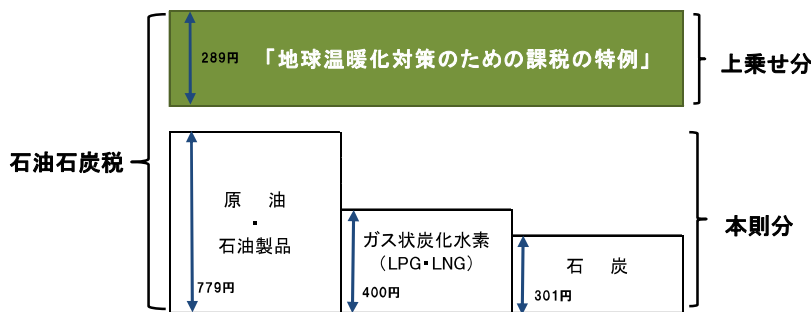 289円
「地球温暖化対策のための課税の特例」
上乗せ分
石油石炭税
原　油
・
石油製品
779円
ガス状炭化水素
（LPG・LNG）
400円
石　炭
301円
本則分